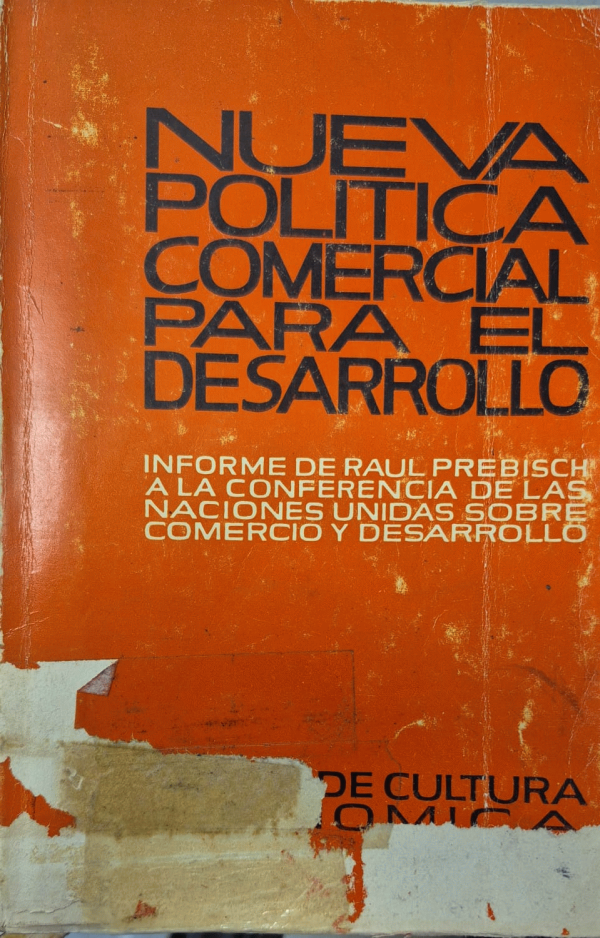 NUEVA
POLITICA
COMERCIAL
PARA EL
DESARROLLO
INFORME DE RAUL PREBISCH
A LA CONFERENCIA DE LAS
NACIONES UNIDAS SOBRE
COMERCIO Y DESARROLLO
DE CULTURA
OMICA